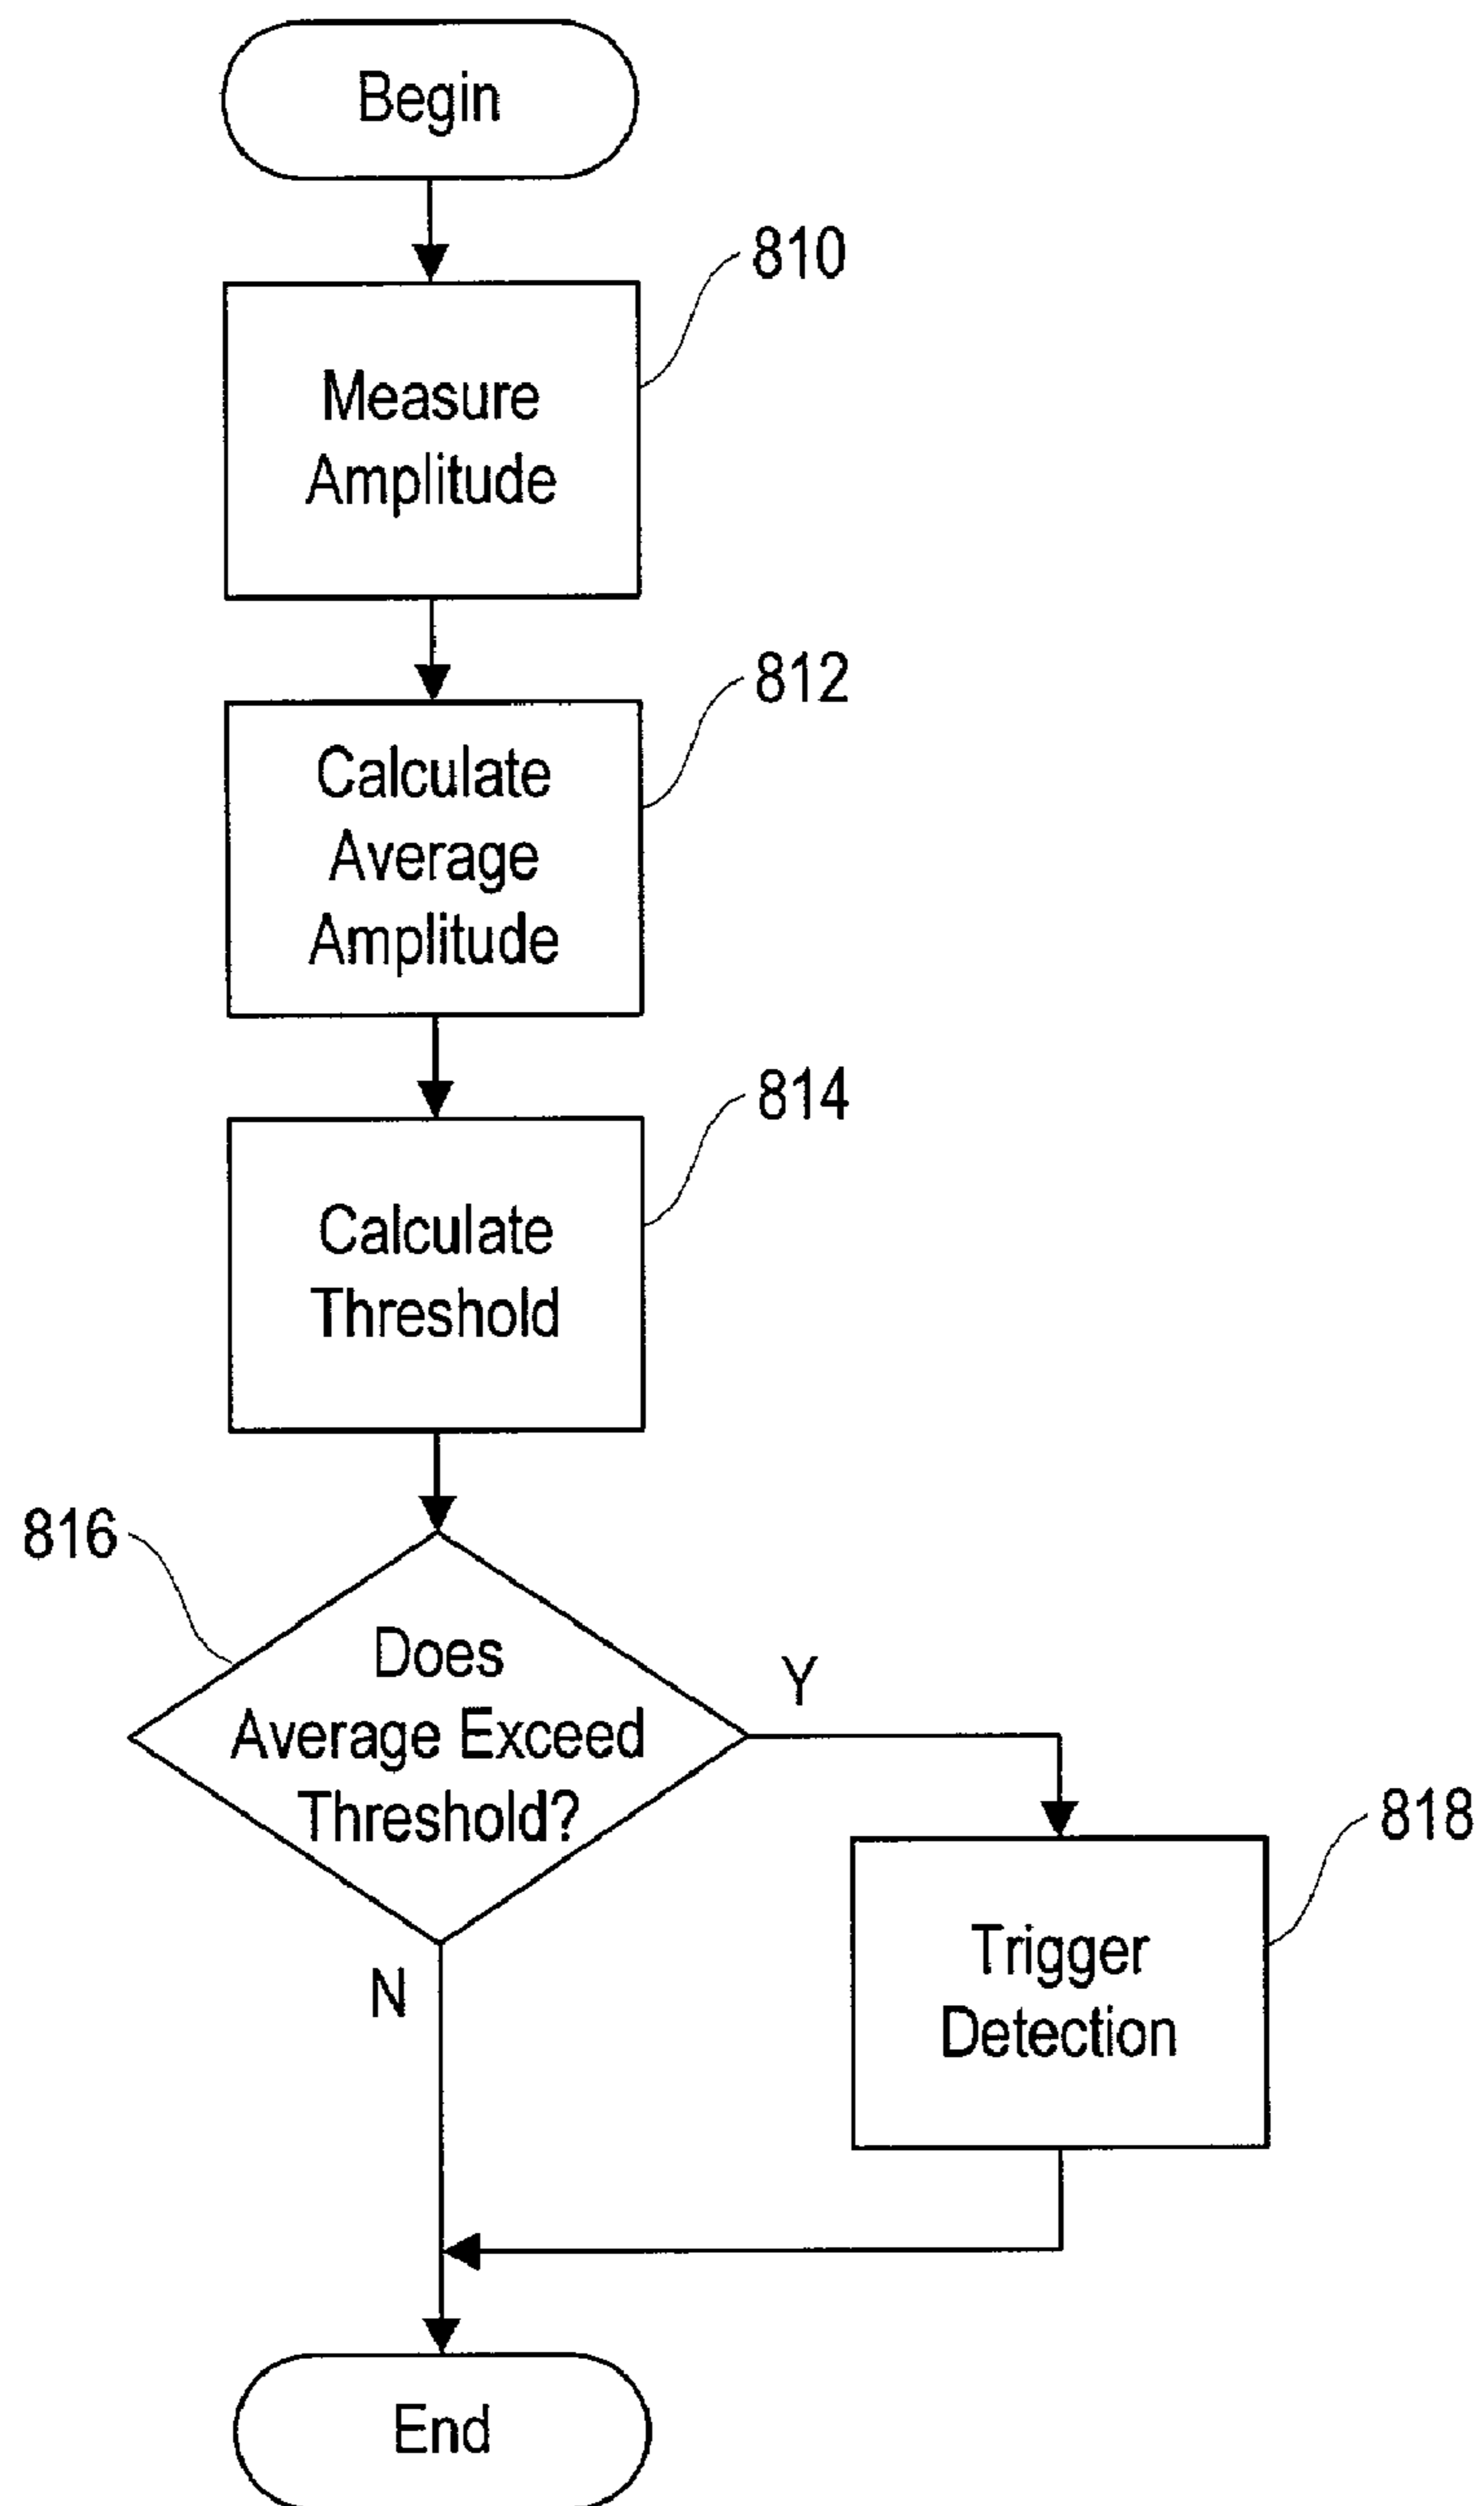 Begin
810
Measure
Amplitude
812
Calculate
Average
Amplitude
814
Calculate
Threshold
816
Does
Average Exceed
Threshold?
Y
818
Trigger
Detection
N
End